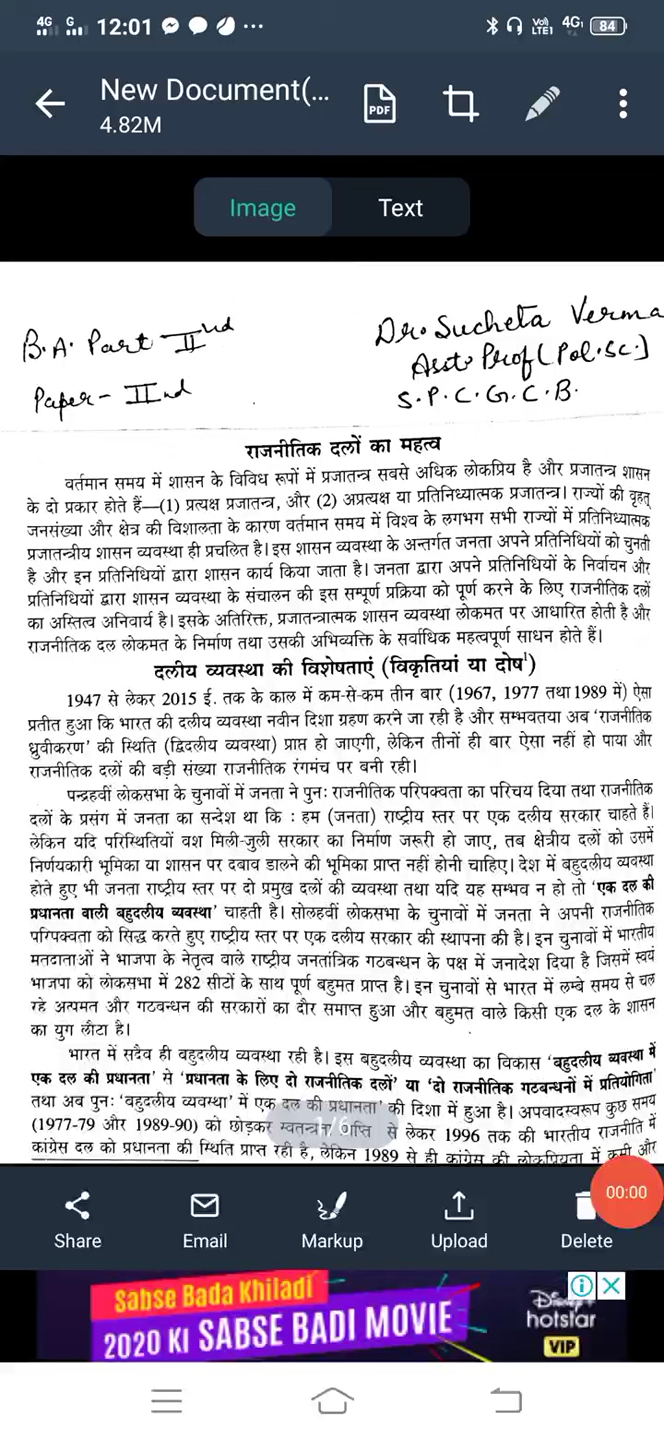 4G G 12:01
Vol) LTE1 4G 84
New Document(...
4.82M
PDF
Image Text
B.A. Part IInd
Paper - IInd
Dr. Sucheta Verma
Asst. Prof (Pol.Sc.)
S.P.C.G.C.B.
राजनीतिक दलों का महत्व
वर्तमान समय में शासन के विविध रूपों में प्रजातन्त्र सबसे अधिक लोकप्रिय है और प्रजातन्त्र शासन
के दो प्रकार होते हैं—(1) प्रत्यक्ष प्रजातन्त्र, और (2) अप्रत्यक्ष या प्रतिनिध्यात्मक प्रजातन्त्र। राज्यों की वृहत्
जनसंख्या और क्षेत्र की विशालता के कारण वर्तमान समय में विश्व के लगभग सभी राज्यों में प्रतिनिध्यात्मक
प्रजातन्त्रीय शासन व्यवस्था ही प्रचलित है। इस शासन व्यवस्था के अन्तर्गत जनता अपने प्रतिनिधियों को चुनती
है और इन प्रतिनिधियों द्वारा शासन कार्य किया जाता है। जनता द्वारा अपने प्रतिनिधियों के निर्वाचन और
प्रतिनिधियों द्वारा शासन व्यवस्था के संचालन की इस सम्पूर्ण प्रक्रिया को पूर्ण करने के लिए राजनीतिक दलों
का अस्तित्व अनिवार्य है। इसके अतिरिक्त, प्रजातन्त्रात्मक शासन व्यवस्था लोकमत पर आधारित होती है और
राजनीतिक दल लोकमत के निर्माण तथा उसकी अभिव्यक्ति के सर्वाधिक महत्वपूर्ण साधन होते हैं।
दलीय व्यवस्था की विशेषताएं (विकृतियां या दोष¹)
1947 से लेकर 2015 ई. तक के काल में कम-से-कम तीन बार (1967, 1977 तथा 1989 में) ऐसा
प्रतीत हुआ कि भारत की दलीय व्यवस्था नवीन दिशा ग्रहण करने जा रही है और सम्भवतया अब 'राजनीतिक
ध्रुवीकरण' की स्थिति (द्विदलीय व्यवस्था) प्राप्त हो जाएगी, लेकिन तीनों ही बार ऐसा नहीं हो पाया और
राजनीतिक दलों की बड़ी संख्या राजनीतिक रंगमंच पर बनी रही।
पन्द्रहवीं लोकसभा के चुनावों में जनता ने पुनः राजनीतिक परिपक्वता का परिचय दिया तथा राजनीतिक
दलों के प्रसंग में जनता का सन्देश था कि : हम (जनता) राष्ट्रीय स्तर पर एक दलीय सरकार चाहते हैं।
लेकिन यदि परिस्थितियों वश मिली-जुली सरकार का निर्माण जरूरी हो जाए, तब क्षेत्रीय दलों को उसमें
निर्णयकारी भूमिका या शासन पर दबाव डालने की भूमिका प्राप्त नहीं होनी चाहिए। देश में बहुदलीय व्यवस्था
होते हुए भी जनता राष्ट्रीय स्तर पर दो प्रमुख दलों की व्यवस्था तथा यदि यह सम्भव न हो तो 'एक दल की
प्रधानता वाली बहुदलीय व्यवस्था' चाहती है। सोलहवीं लोकसभा के चुनावों में जनता ने अपनी राजनीतिक
परिपक्वता को सिद्ध करते हुए राष्ट्रीय स्तर पर एक दलीय सरकार की स्थापना की है। इन चुनावों में भारतीय
मतदाताओं ने भाजपा के नेतृत्व वाले राष्ट्रीय जनतांत्रिक गठबन्धन के पक्ष में जनादेश दिया है जिसमें स्वयं
भाजपा को लोकसभा में 282 सीटों के साथ पूर्ण बहुमत प्राप्त है। इन चुनावों से भारत में लम्बे समय से चल
रहे अल्पमत और गठबन्धन की सरकारों का दौर समाप्त हुआ और बहुमत वाले किसी एक दल के शासन
का युग लौटा है।
भारत में सदैव ही बहुदलीय व्यवस्था रही है। इस बहुदलीय व्यवस्था का विकास 'बहुदलीय व्यवस्था में
एक दल की प्रधानता' से 'प्रधानता के लिए दो राजनीतिक दलों' या 'दो राजनीतिक गठबन्धनों में प्रतियोगिता'
तथा अब पुनः 'बहुदलीय व्यवस्था' में एक दल की प्रधानता' की दिशा में हुआ है। अपवादस्वरूप कुछ समय
(1977-79 और 1989-90) को छोड़कर स्वतन्त्रता प्राप्ति से लेकर 1996 तक की भारतीय राजनीति में
1/6
कांग्रेस दल को प्रधानता की स्थिति प्राप्त रही है, लेकिन 1989 से ही कांग्रेस की लोकप्रियता में कमी और
00:00
Share Email Markup Upload Delete
Sabse Bada Khiladi
2020 KI SABSE BADI MOVIE
Disney+
hotstar
VIP